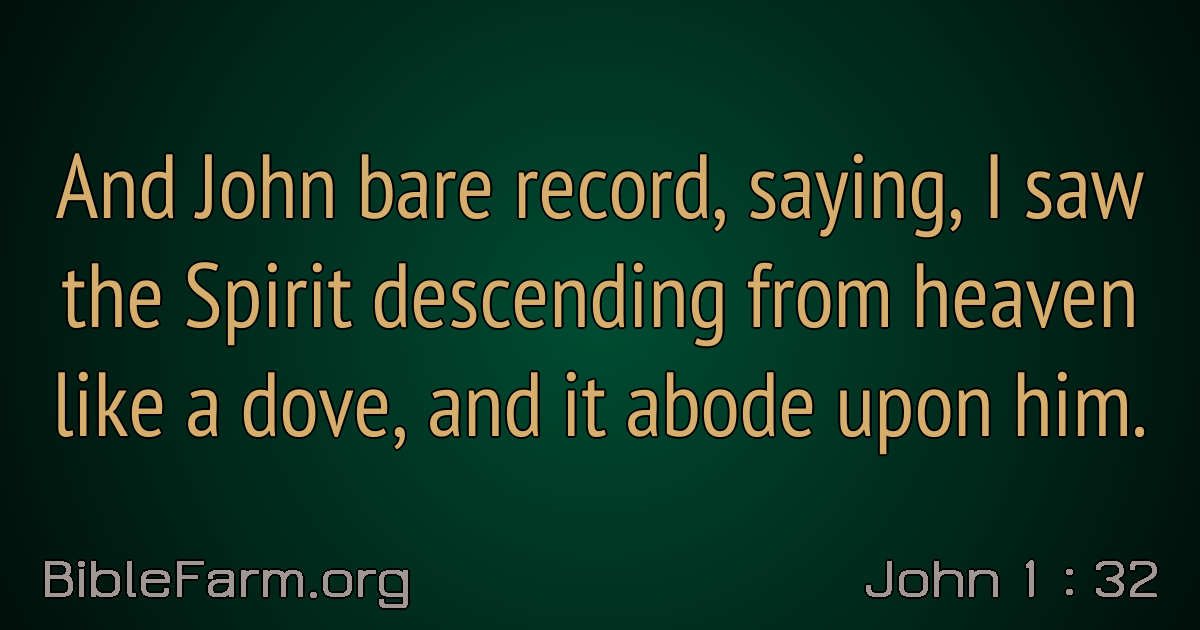 And John bare record, saying, I saw
the Spirit descending from heaven
like a dove, and it abode upon him.
BibleFarm.org
John 1 : 32